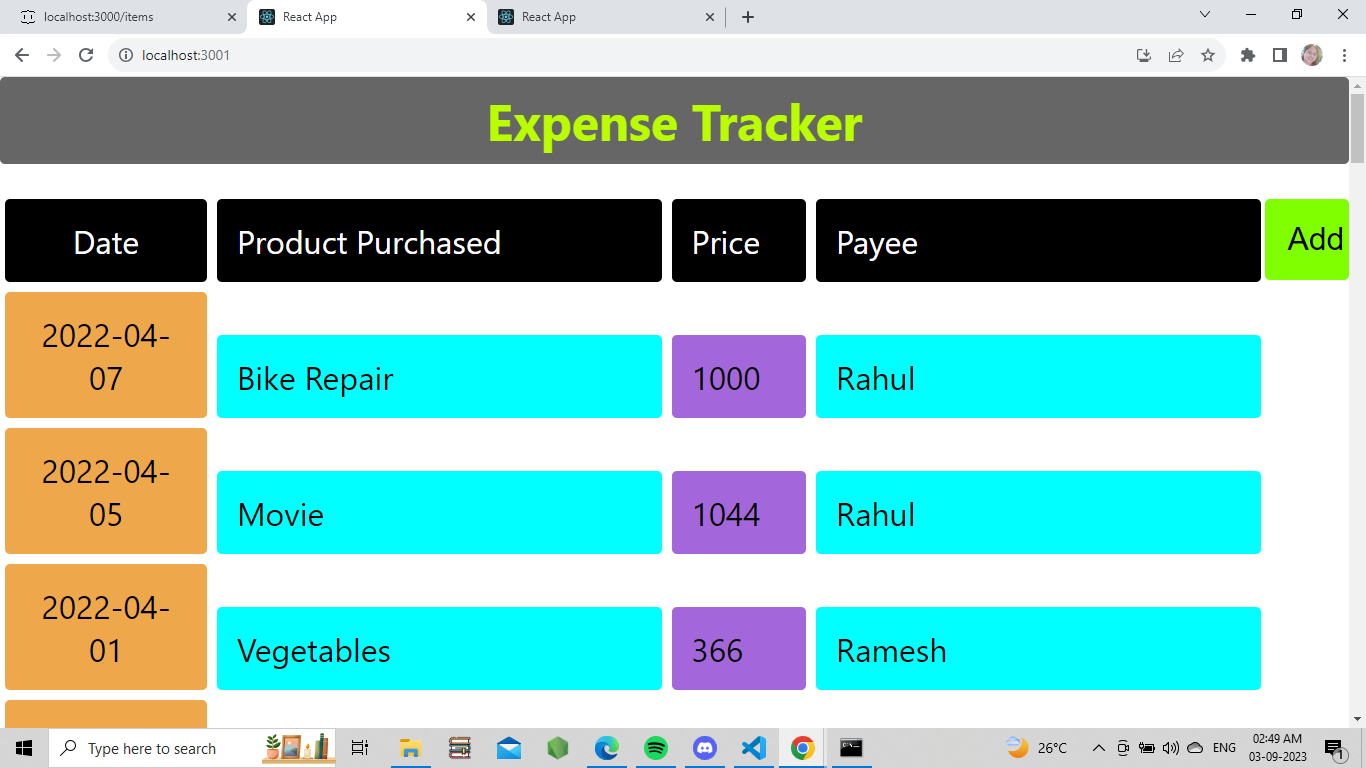 localhost:3000/items React App React App
localhost:3001
Expense Tracker
Date Product Purchased Price Payee Add
2022-04-
07 Bike Repair 1000 Rahul
2022-04-
05 Movie 1044 Rahul
2022-04-
01 Vegetables 366 Ramesh
Type here to search 26°C ENG 02:49 AM
03-09-2023 1